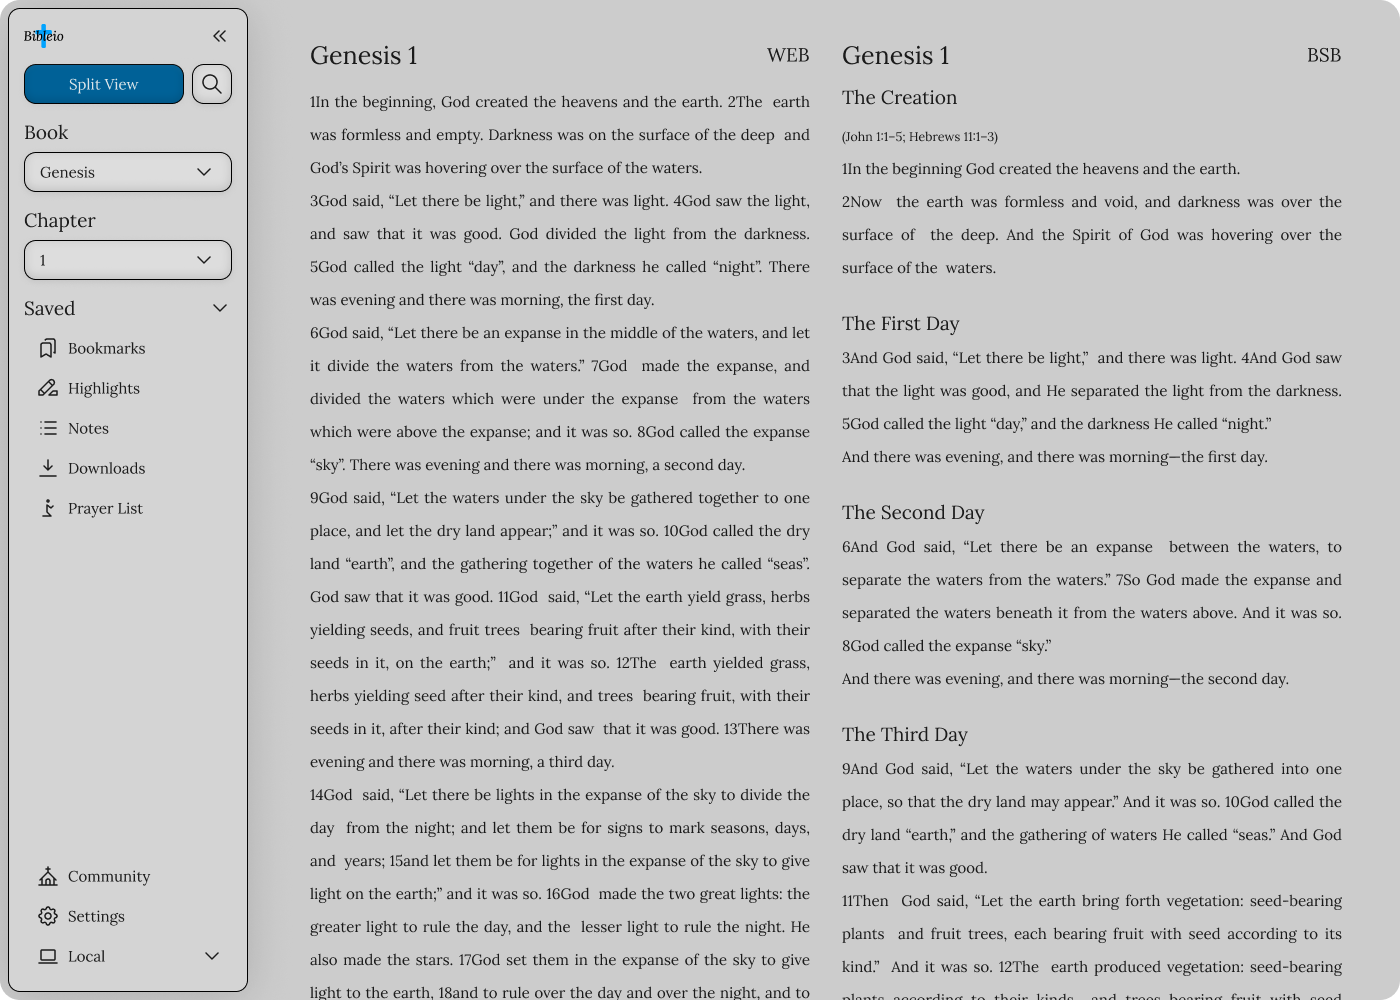 Bibleio
Split View
Book
Genesis
Chapter
1
Saved
Bookmarks
Highlights
Notes
Downloads
Prayer List
Community
Settings
Local
Genesis 1 WEB
1In the beginning, God created the heavens and the earth. 2The earth
was formless and empty. Darkness was on the surface of the deep and
God’s Spirit was hovering over the surface of the waters.
3God said, “Let there be light,” and there was light. 4God saw the light,
and saw that it was good. God divided the light from the darkness.
5God called the light “day”, and the darkness he called “night”. There
was evening and there was morning, the first day.
6God said, “Let there be an expanse in the middle of the waters, and let
it divide the waters from the waters.” 7God made the expanse, and
divided the waters which were under the expanse from the waters
which were above the expanse; and it was so. 8God called the expanse
“sky”. There was evening and there was morning, a second day.
9God said, “Let the waters under the sky be gathered together to one
place, and let the dry land appear;” and it was so. 10God called the dry
land “earth”, and the gathering together of the waters he called “seas”.
God saw that it was good. 11God said, “Let the earth yield grass, herbs
yielding seeds, and fruit trees bearing fruit after their kind, with their
seeds in it, on the earth;” and it was so. 12The earth yielded grass,
herbs yielding seed after their kind, and trees bearing fruit, with their
seeds in it, after their kind; and God saw that it was good. 13There was
evening and there was morning, a third day.
14God said, “Let there be lights in the expanse of the sky to divide the
day from the night; and let them be for signs to mark seasons, days,
and years; 15and let them be for lights in the expanse of the sky to give
light on the earth;” and it was so. 16God made the two great lights: the
greater light to rule the day, and the lesser light to rule the night. He
also made the stars. 17God set them in the expanse of the sky to give
light to the earth, 18and to rule over the day and over the night, and to
Genesis 1 BSB
The Creation
(John 1:1–5; Hebrews 11:1–3)
1In the beginning God created the heavens and the earth.
2Now the earth was formless and void, and darkness was over the
surface of the deep. And the Spirit of God was hovering over the
surface of the waters.
The First Day
3And God said, “Let there be light,” and there was light. 4And God saw
that the light was good, and He separated the light from the darkness.
5God called the light “day,” and the darkness He called “night.”
And there was evening, and there was morning—the first day.
The Second Day
6And God said, “Let there be an expanse between the waters, to
separate the waters from the waters.” 7So God made the expanse and
separated the waters beneath it from the waters above. And it was so.
8God called the expanse “sky.”
And there was evening, and there was morning—the second day.
The Third Day
9And God said, “Let the waters under the sky be gathered into one
place, so that the dry land may appear.” And it was so. 10God called the
dry land “earth,” and the gathering of waters He called “seas.” And God
saw that it was good.
11Then God said, “Let the earth bring forth vegetation: seed-bearing
plants and fruit trees, each bearing fruit with seed according to its
kind.” And it was so. 12The earth produced vegetation: seed-bearing
plants according to their kinds and trees bearing fruit with seed